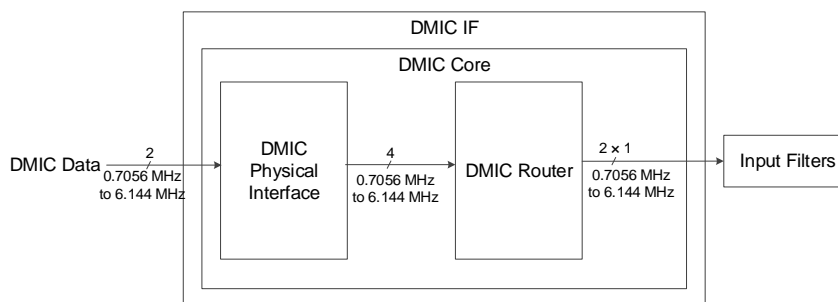 DMIC IF
DMIC Core
DMIC Data
2
0.7056 MHz
to 6.144 MHz
DMIC
Physical
Interface
4
0.7056 MHz
to 6.144 MHz
DMIC Router
2 × 1
0.7056 MHz
to 6.144 MHz
Input Filters